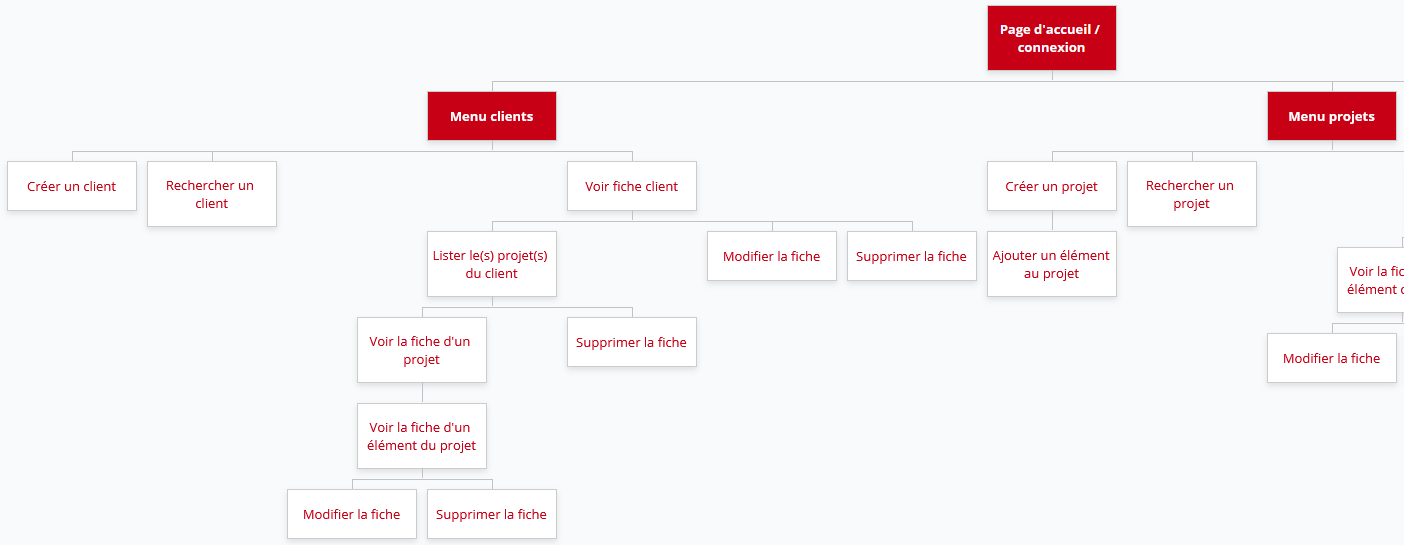 Page d'accueil /
connexion
Menu clients
Menu projets
Créer un client
Rechercher un
client
Voir fiche client
Créer un projet
Rechercher un
projet
Lister le(s) projet(s)
du client
Modifier la fiche
Supprimer la fiche
Ajouter un élément
au projet
Voir la
élément
Voir la fiche d'un
projet
Supprimer la fiche
Modifier la fiche
Voir la fiche d'un
élément du projet
Modifier la fiche
Supprimer la fiche